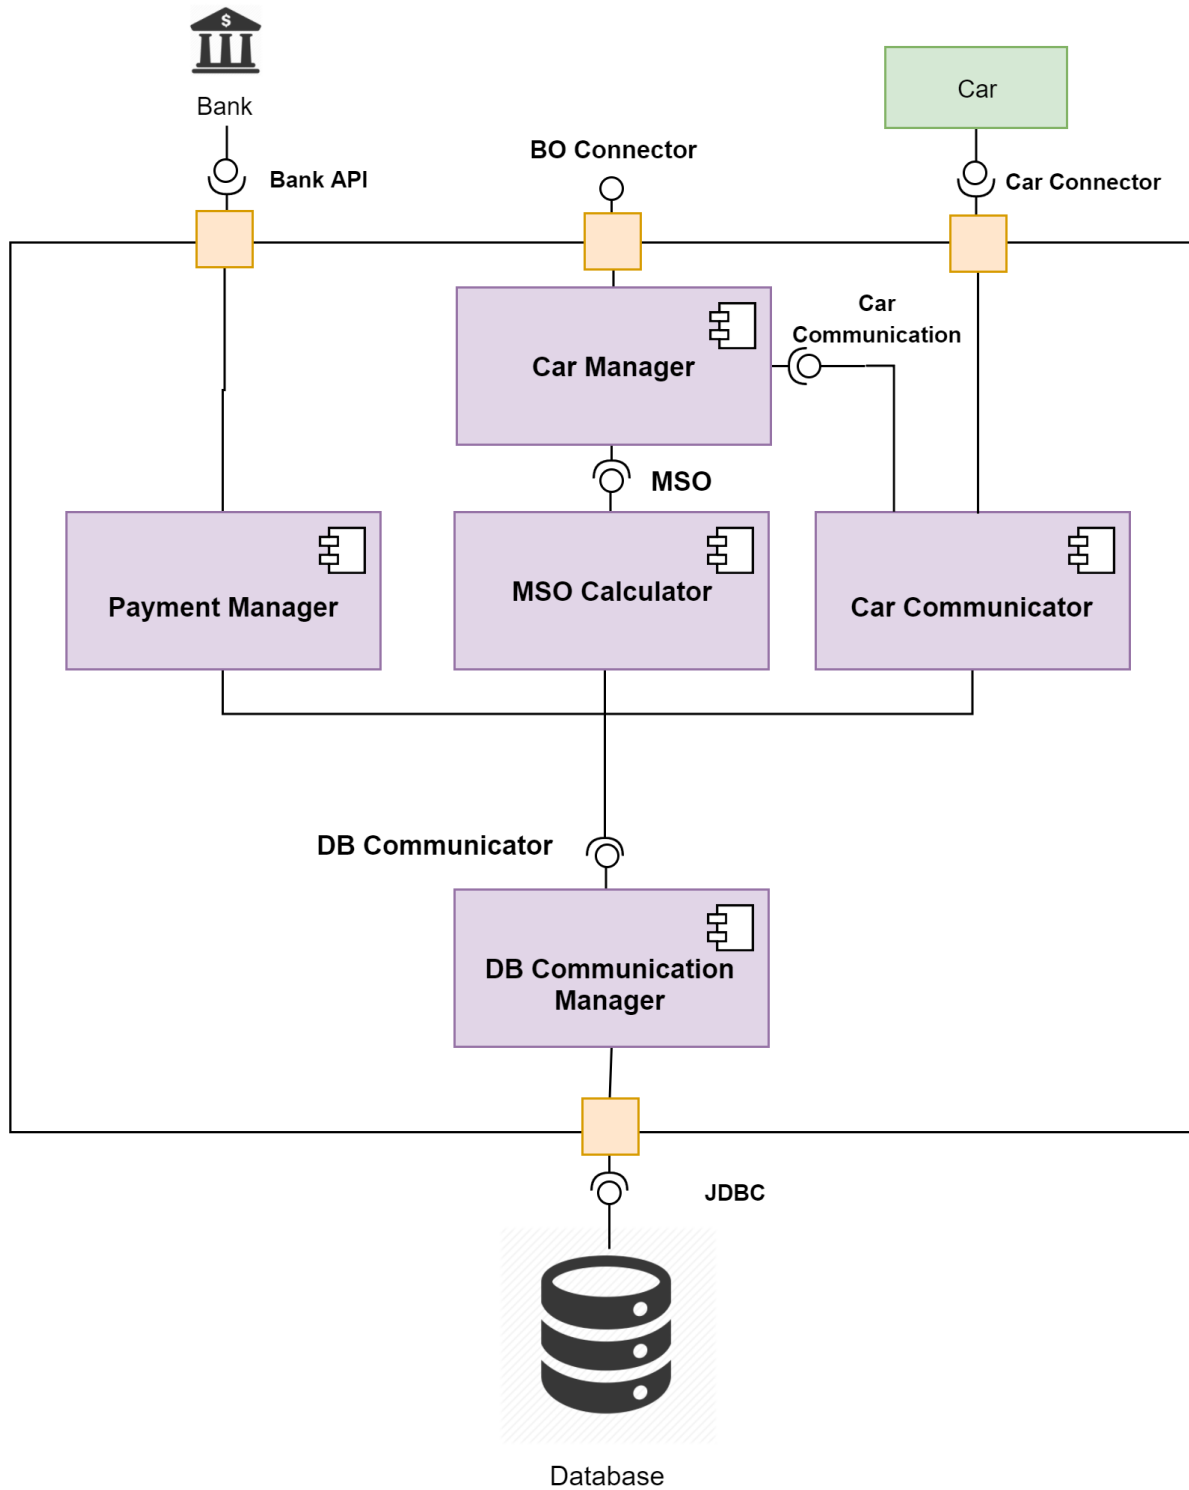 $
Bank
Bank API
BO Connector
Car
Car Connector
Car Manager
Car
Communication
MSO
Payment Manager
MSO Calculator
Car Communicator
DB Communicator
DB Communication
Manager
JDBC
Database